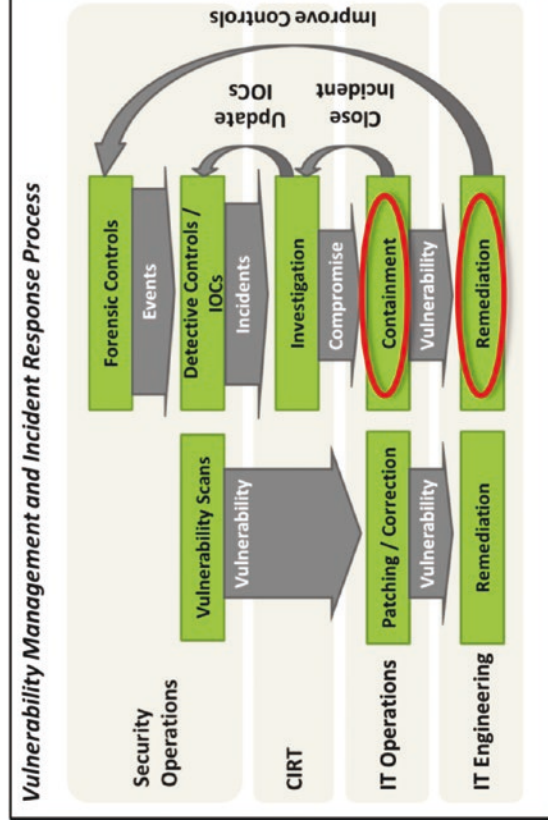 Vulnerability Management and Incident Response Process
Security
Operations
CIRT
IT Operations
IT Engineering
Vulnerability Scans
Vulnerability
Patching / Correction
Vulnerability
Remediation
Forensic Controls
Events
Detective Controls /
IOCs
Incidents
Investigation
Compromise
Containment
Vulnerability
Remediation
Update
IOCs
Close
Incident
Improve Controls